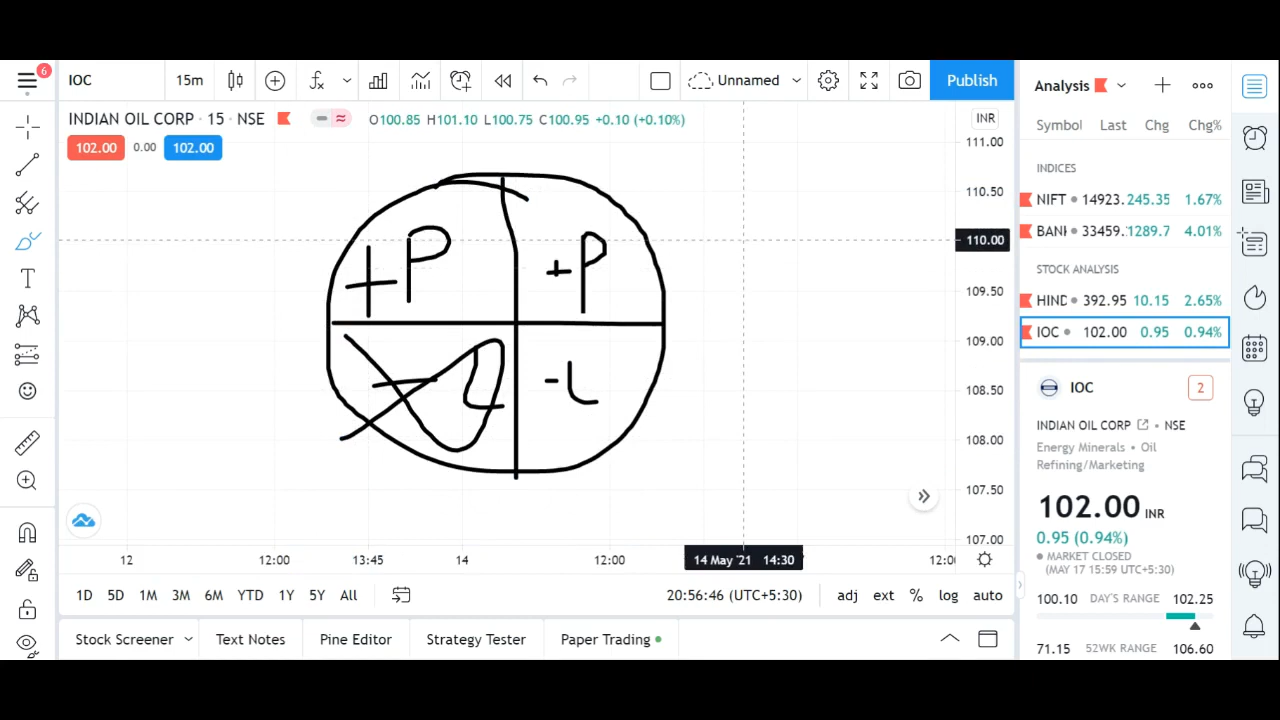 6
IOC 15m Unnamed Publish
INDIAN OIL CORP · 15 · NSE O100.85 H101.10 L100.75 C100.95 +0.10 (+0.10%) INR
102.00 0.00 102.00
111.00
110.50
110.00
109.50
109.00
108.50
108.00
107.50
107.00
+P +P
-L
12 12:00 13:45 14 12:00 14 May '21 14:30 12:0
1D 5D 1M 3M 6M YTD 1Y 5Y All 20:56:46 (UTC+5:30) adj ext % log auto
Stock Screener Text Notes Pine Editor Strategy Tester Paper Trading
Analysis
Symbol Last Chg Chg%
INDICES
NIFT 14923. 245.35 1.67%
BANK 33459. 1289.7 4.01%
STOCK ANALYSIS
HIND 392.95 10.15 2.65%
IOC 102.00 0.95 0.94%
IOC 2
INDIAN OIL CORP • NSE
Energy Minerals • Oil
Refining/Marketing
102.00 INR
0.95 (0.94%)
MARKET CLOSED
(MAY 17 15:59 UTC+5:30)
100.10 DAY'S RANGE 102.25
71.15 52WK RANGE 106.60